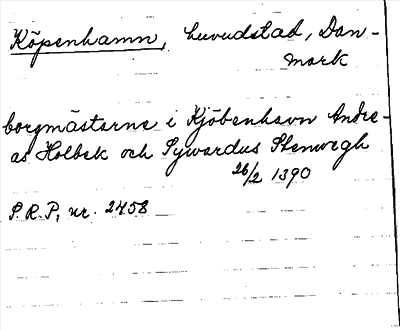 Köpenhamn, huvudstad, Dan-
mark
borgmästarne i Kjöbenhavn Andre-
as Holbek och Sywardus Stenwegh
26/2 1390
S.R.P. nr. 2458